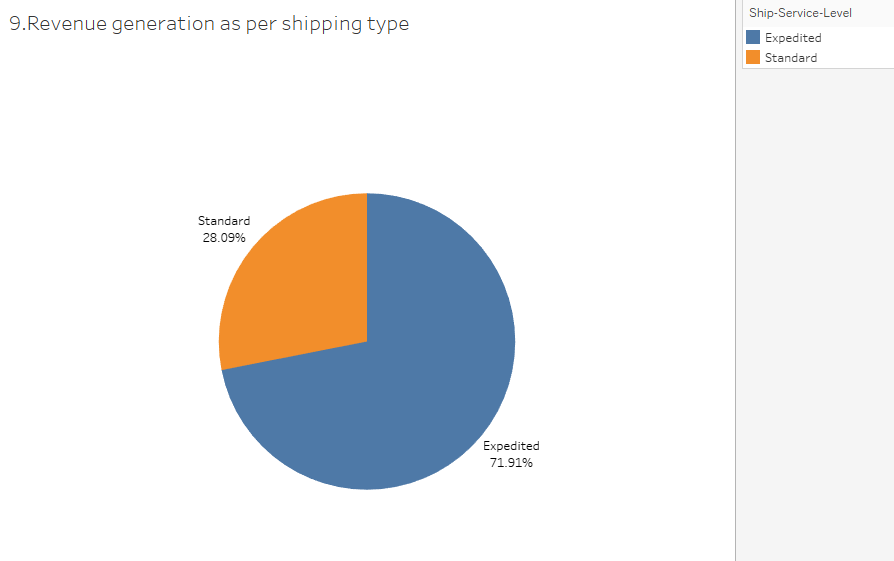 9.Revenue generation as per shipping type
Ship-Service-Level
Expedited
Standard
Standard
28.09%
Expedited
71.91%